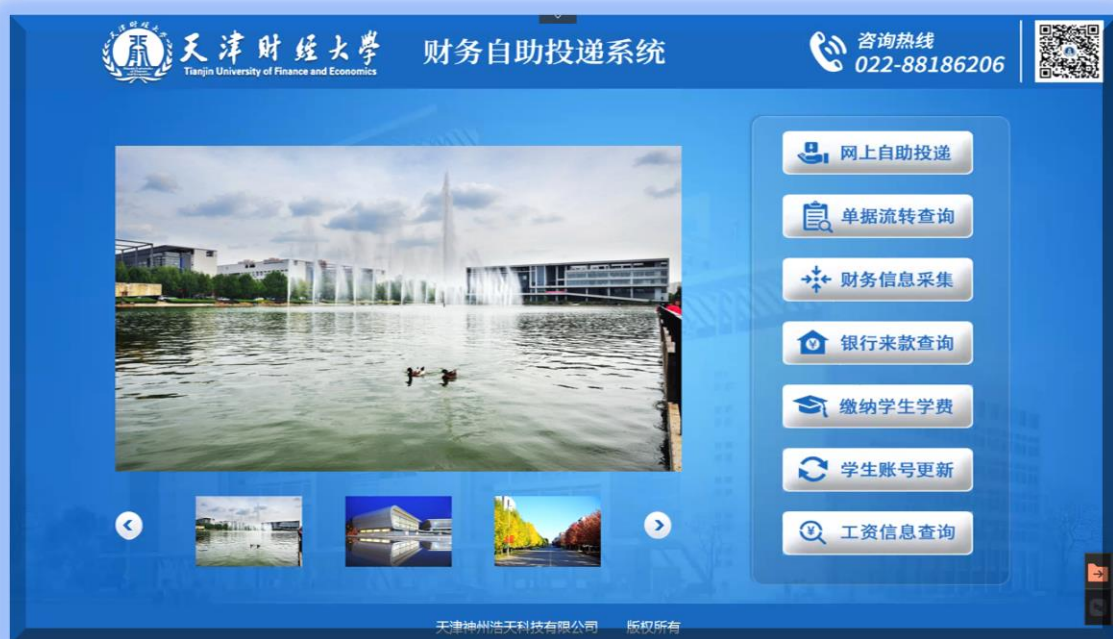 天津财经大學
Tianjin University of Finance and Economics
财务自助投递系统
咨询热线
022-88186206
网上自助投递
单据流转查询
财务信息采集
银行来款查询
缴纳学生学费
学生账号更新
工资信息查询
天津神州浩天科技有限公司 版权所有